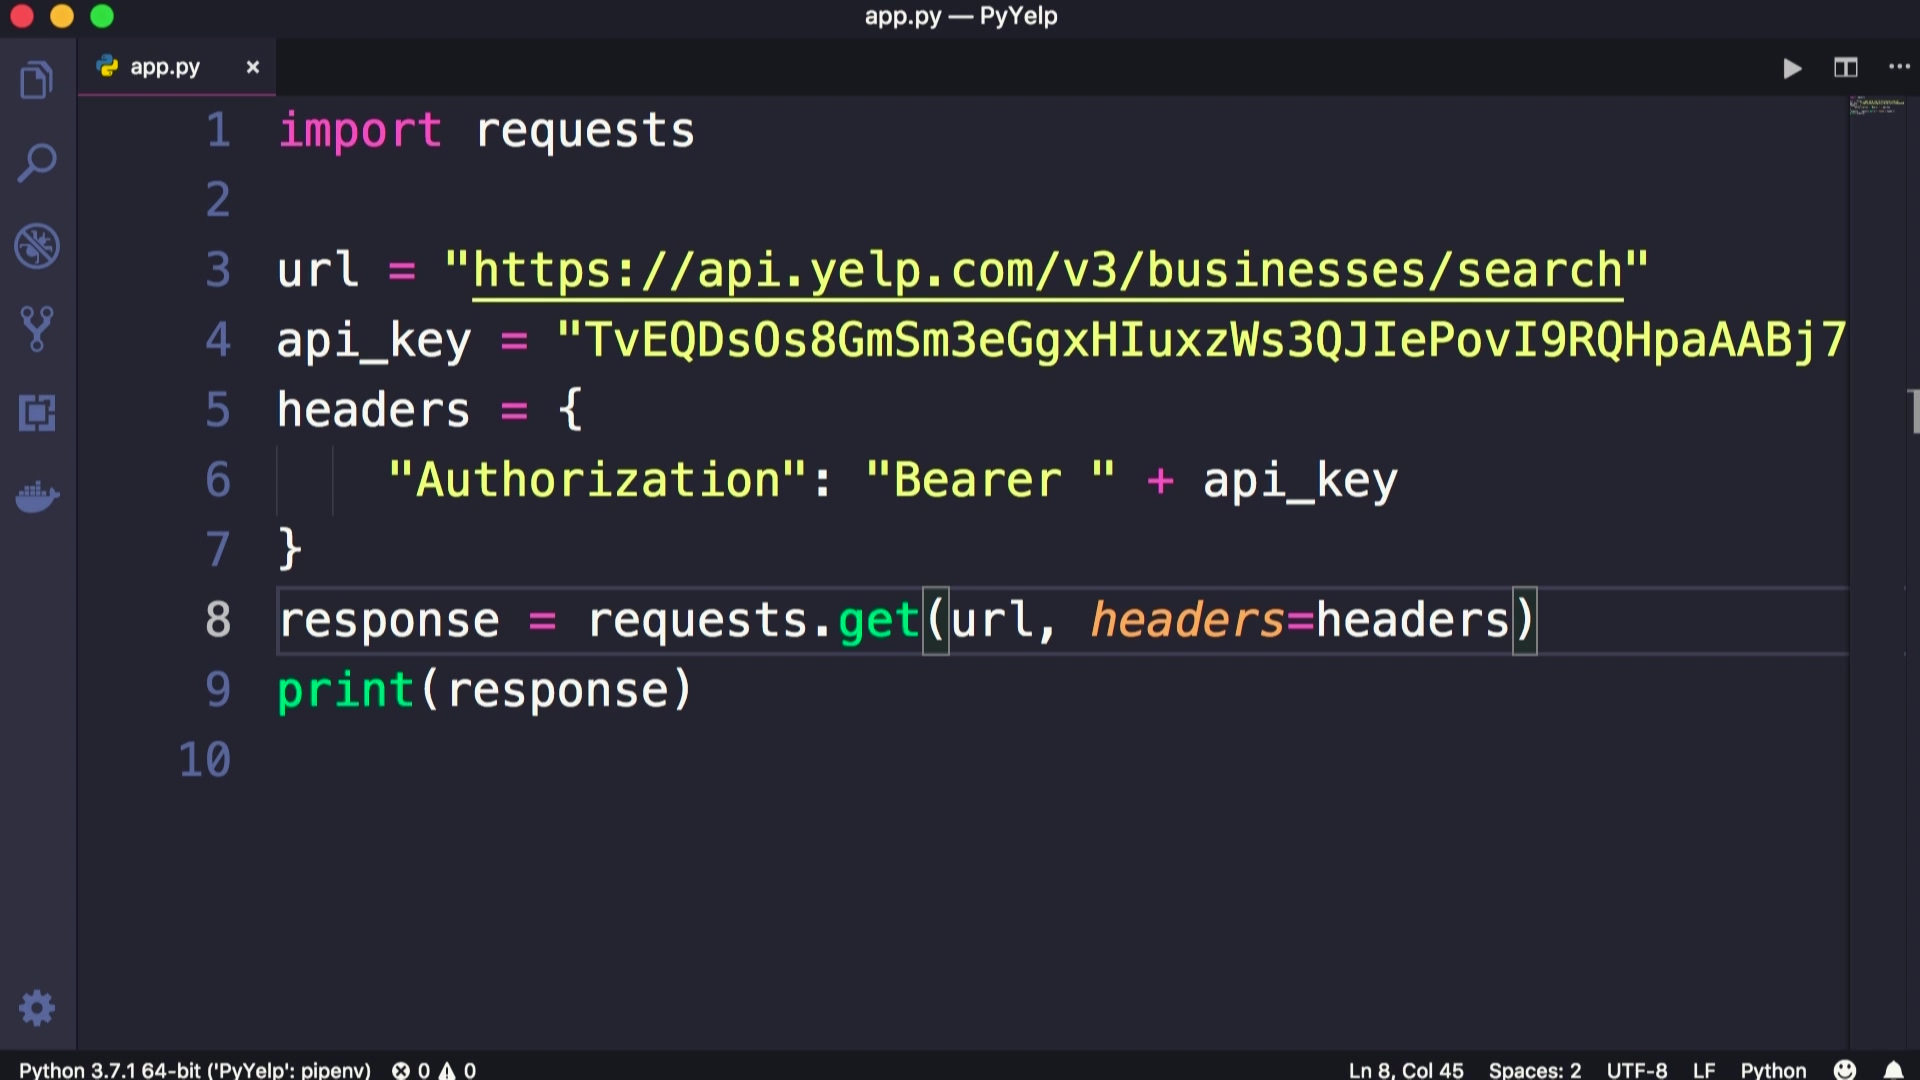 app.py — PyYelp
app.py ×
1 import requests
2
3 url = "https://api.yelp.com/v3/businesses/search"
4 api_key = "TvEQDsOs8GmSm3eGgxHIuxzWs3QJIePovI9RQHpaAABj7
5 headers = {
6 "Authorization": "Bearer " + api_key
7 }
8 response = requests.get(url, headers=headers)
9 print(response)
10
Python 3.7.1 64-bit ('PyYelp': pipenv) 0 0 Ln 8, Col 45 Spaces: 2 UTF-8 LF Python